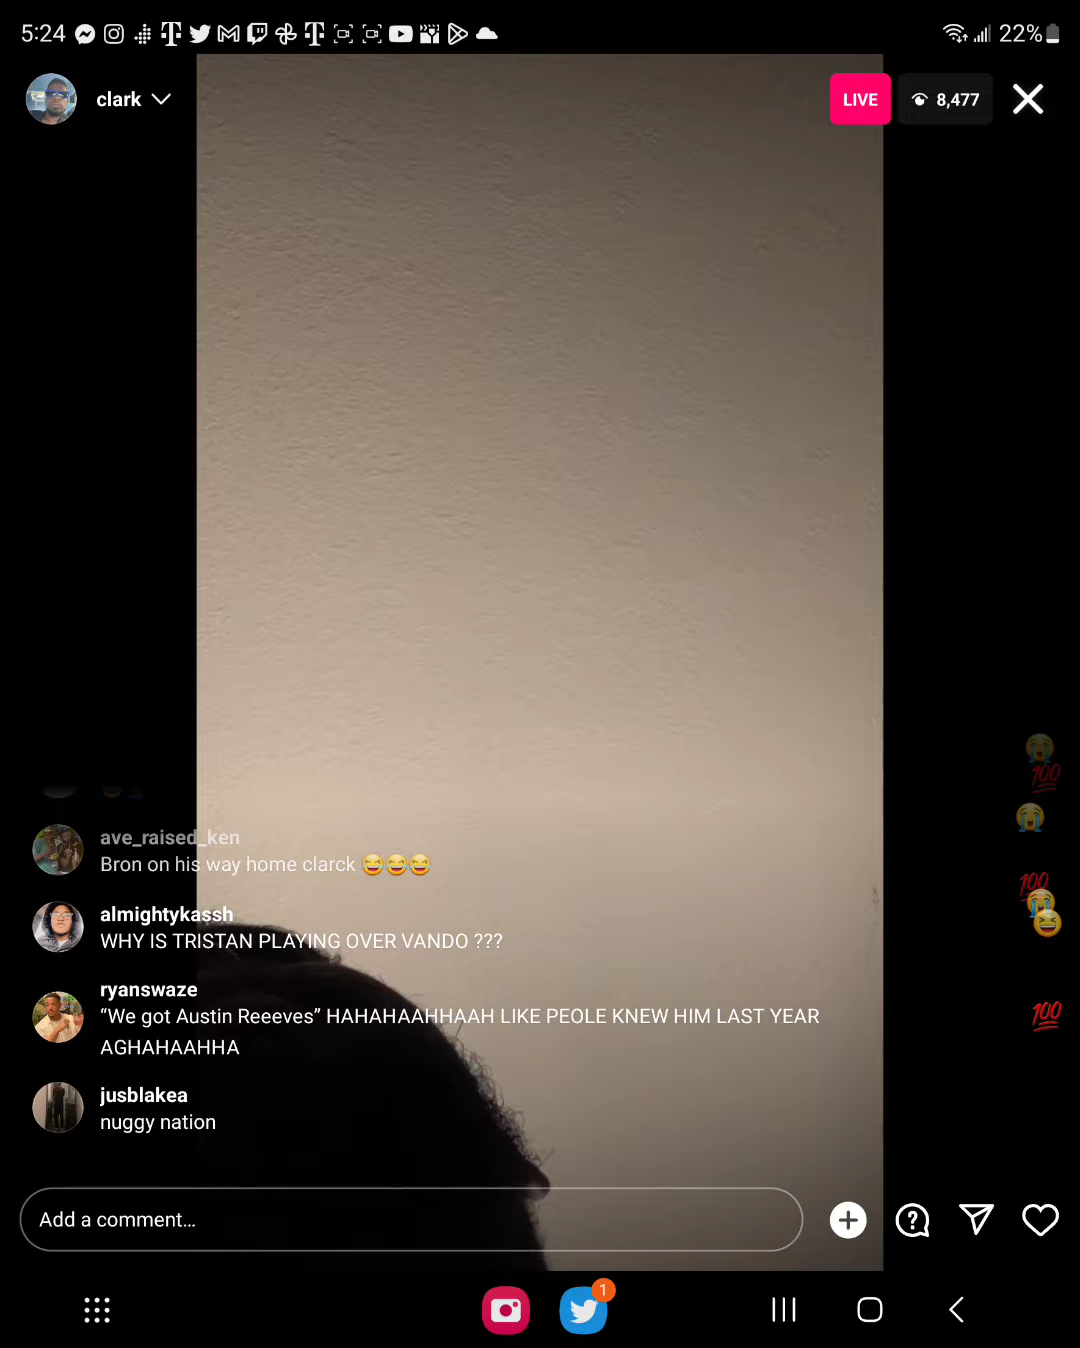 5:24
22%
clark
LIVE
8,477
ave_raised_ken
Bron on his way home clarck 😂😂😂
almightykassh
WHY IS TRISTAN PLAYING OVER VANDO ???
ryanswaze
“We got Austin Reeeves” HAHAHAAHHAAH LIKE PEOLE KNEW HIM LAST YEAR
AGHAHAAHHA
jusblakea
nuggy nation
💯
💯
💯
Add a comment...
1